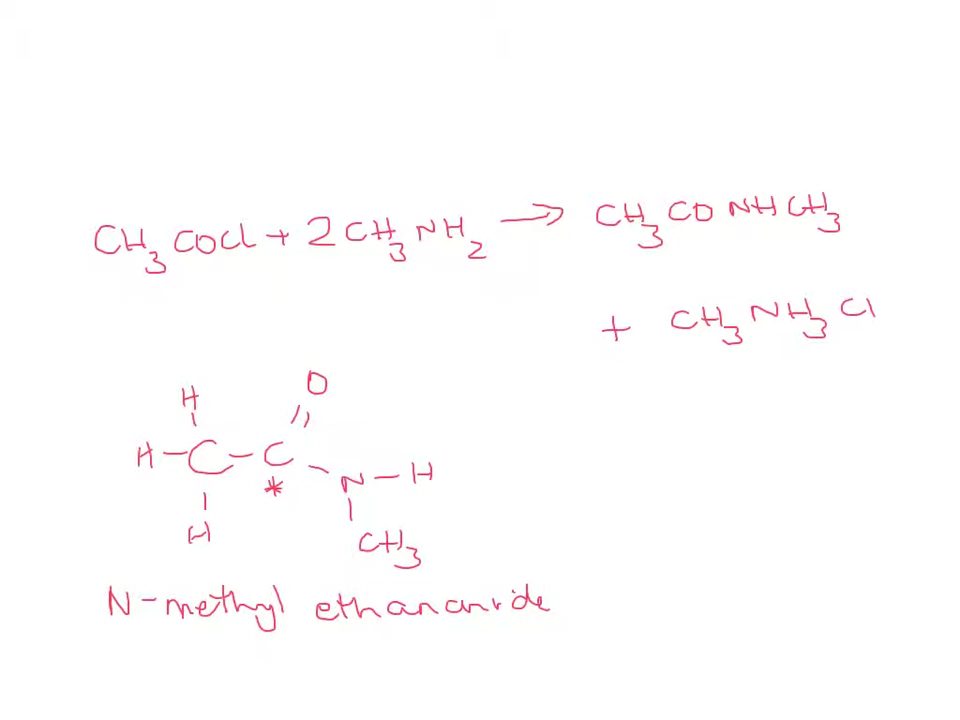 CH3COCl + 2CH3NH2 → CH3CONHCH3
+ CH3NH3Cl
O
H
H-C-C
*
N-H
H
CH3
N-methyl ethanamide